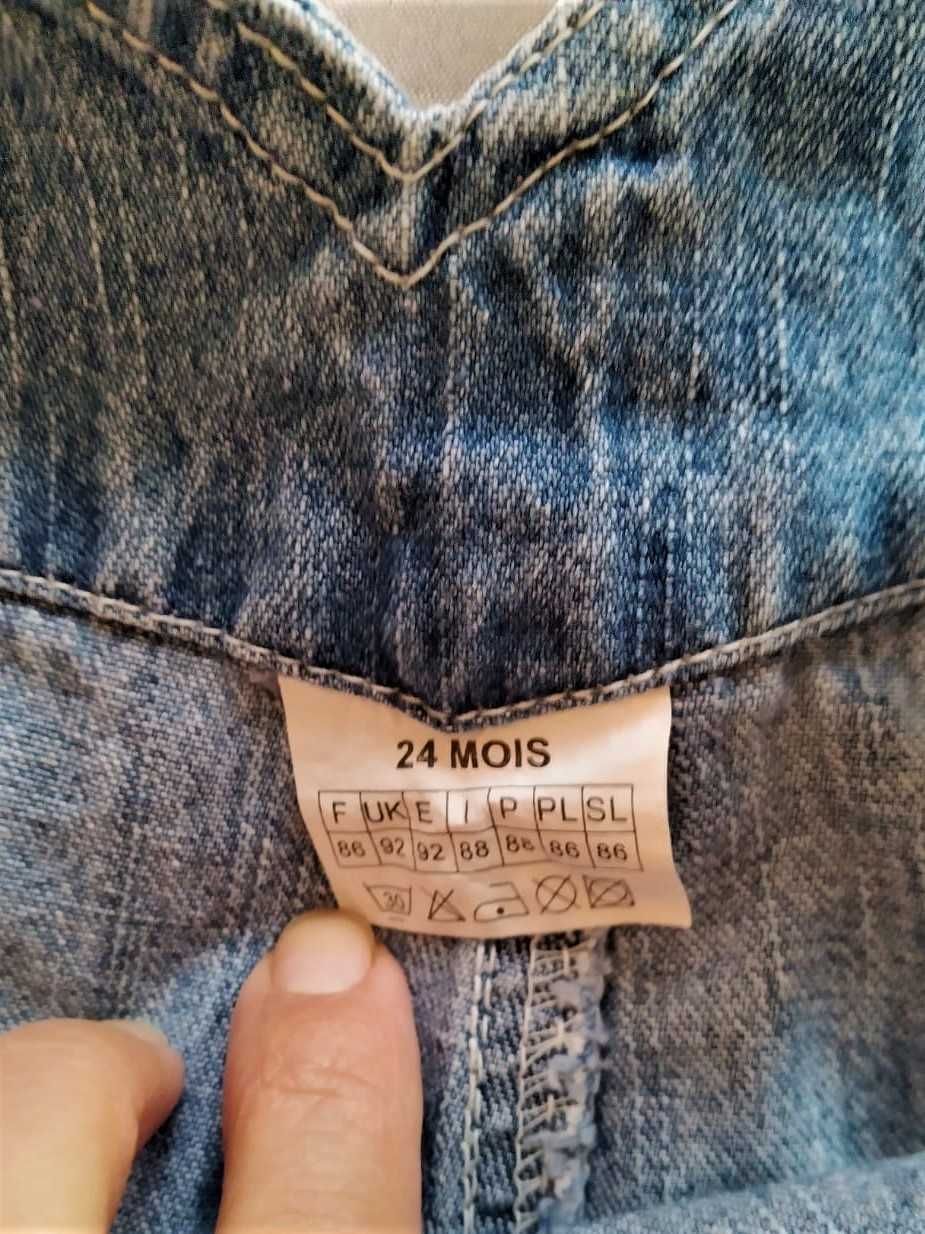 24 MOIS
F UK E I P PL SL
86 92 92 88 86 86 86
30